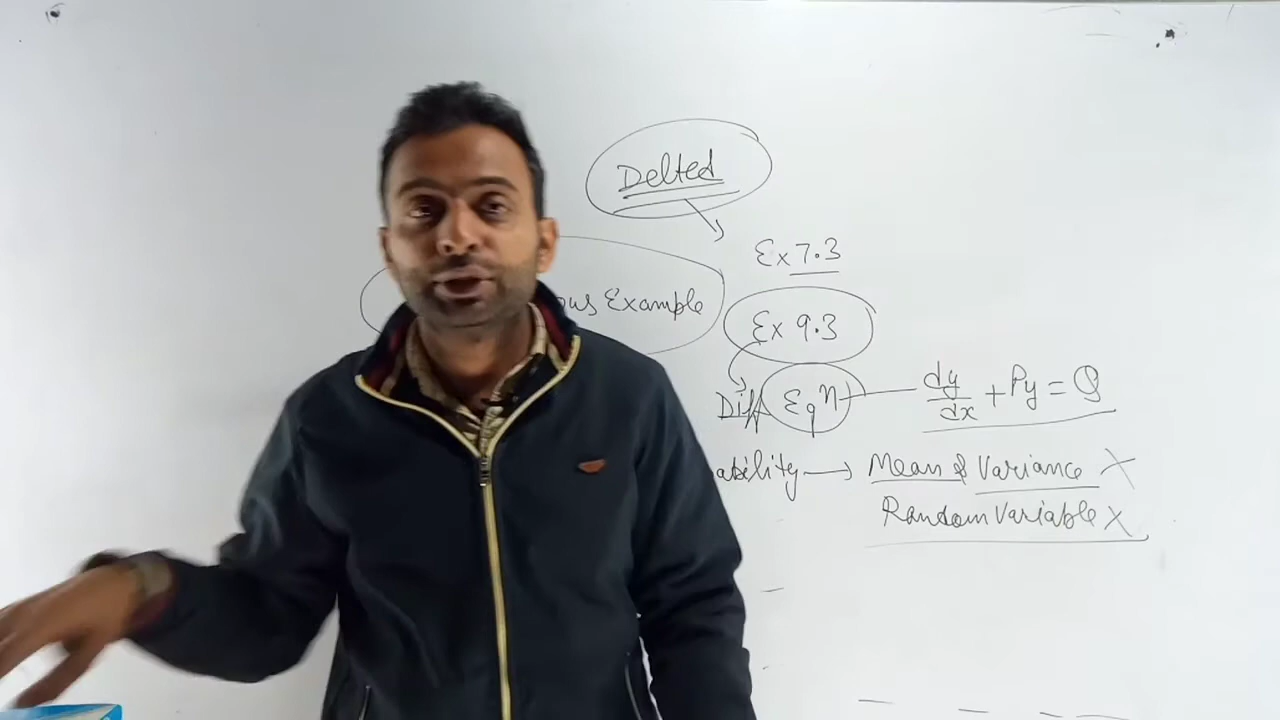 Delted
Ex 7.3
ous Example
Ex 9.3
Diff Eqn — dy/dx + Py = Q
ability → Mean & Variance X
Random Variable X